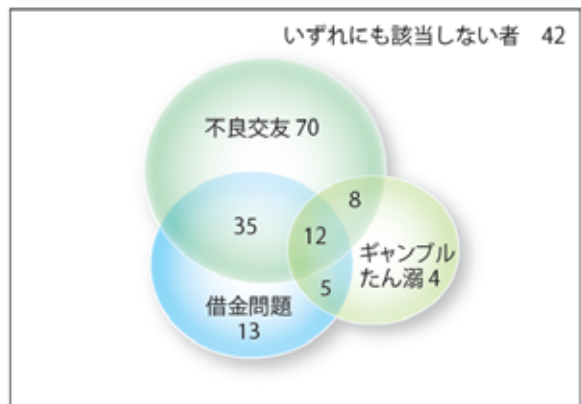 いずれにも該当しない者　42
不良交友 70
8
35
12
ギャンブル
たん溺 4
5
借金問題
13